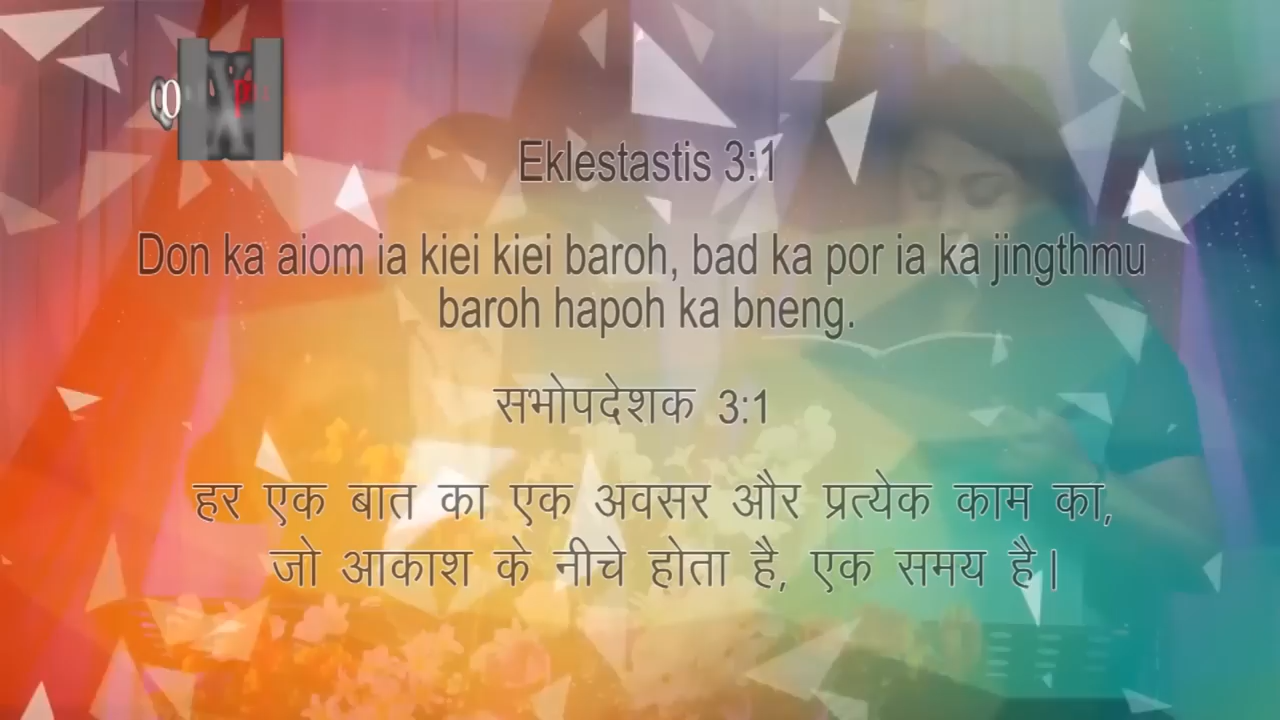 Eklestastis 3:1
Don ka aiom ia kiei kiei baroh, bad ka por ia ka jingthmu
baroh hapoh ka bneng.
सभोपदेशक 3:1
हर एक बात का एक अवसर और प्रत्येक काम का,
जो आकाश के नीचे होता है, एक समय है।